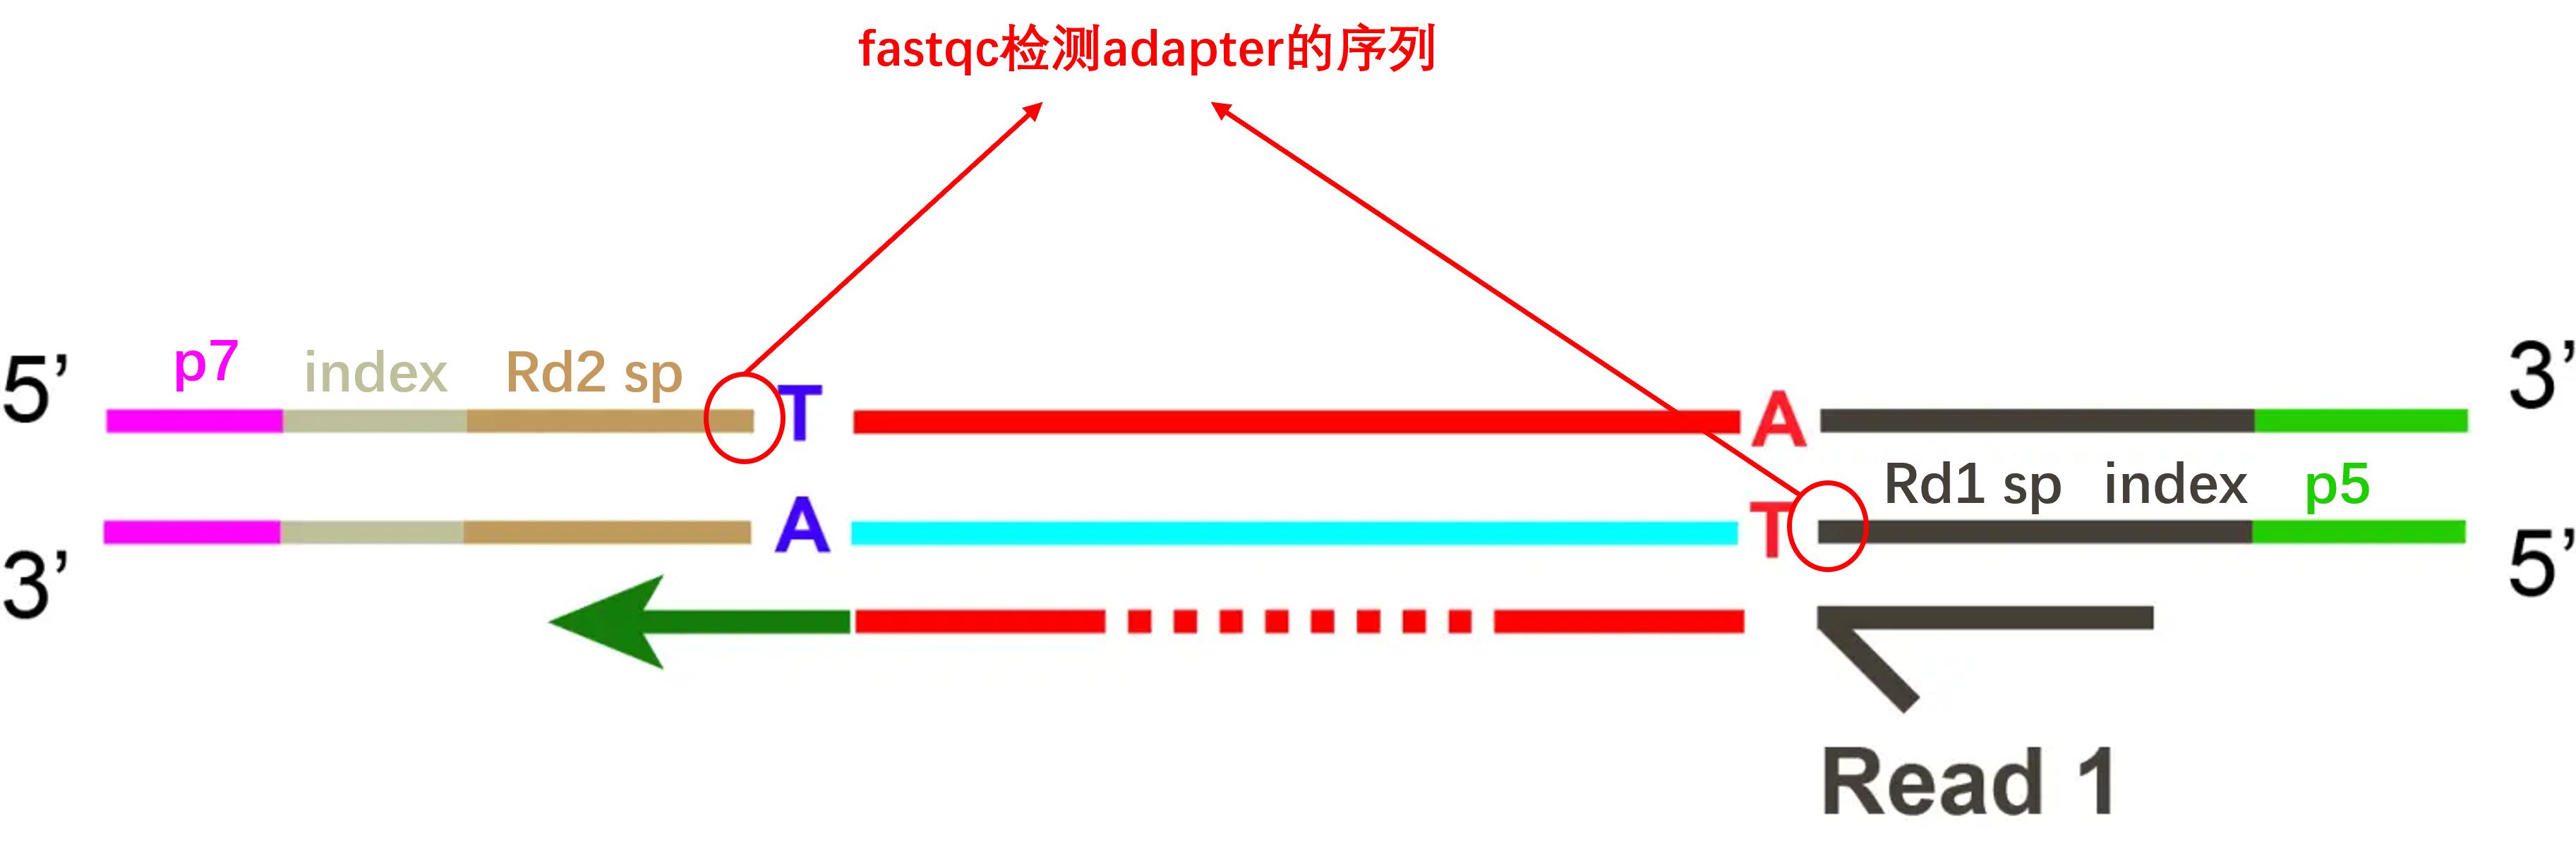 fastqc检测adapter的序列
5’ p7 index Rd2 sp T A 3’
Rd1 sp index p5
3’ A T 5’
Read 1